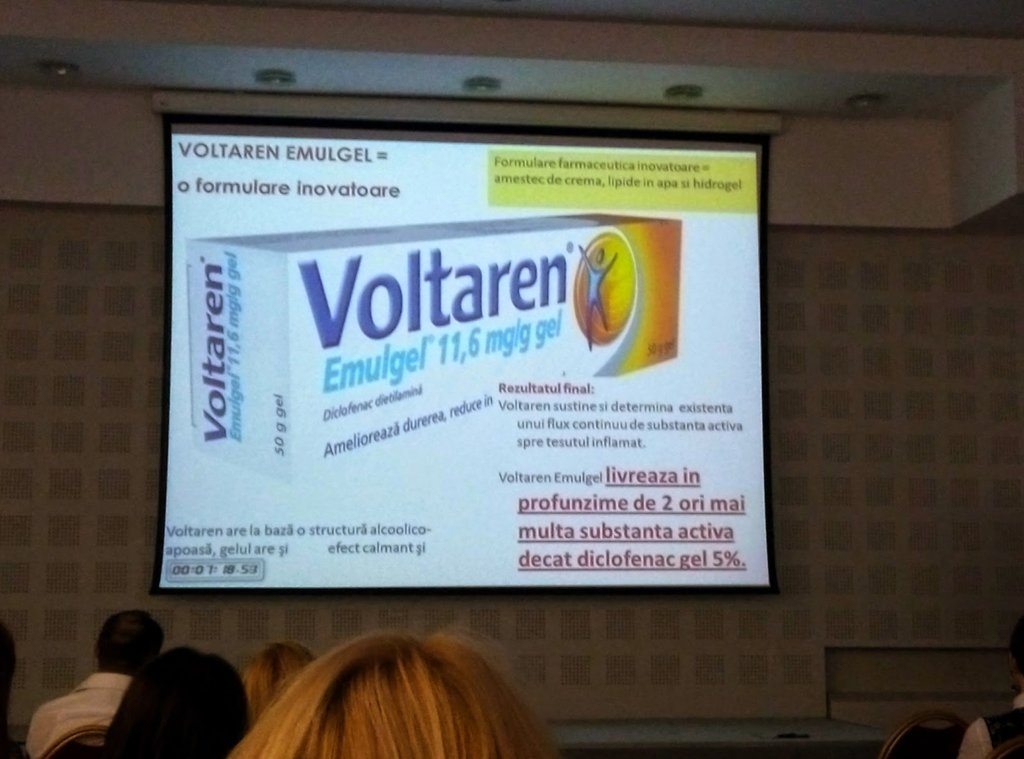 VOLTAREN EMULGEL =
o formulare inovatoare
Formulare farmaceutica inovatoare =
amestec de crema, lipide in apa si hidrogel
Voltaren®
Emulgel® 11,6 mg/g gel
50 g gel
Voltaren®
Emulgel® 11,6 mg/g gel
Diclofenac dietilamină
Ameliorează durerea, reduce in
50 g gel
Rezultatul final:
Voltaren sustine si determina existenta
unui flux continuu de substanta activa
spre tesutul inflamat.
Voltaren Emulgel livreaza in
profunzime de 2 ori mai
multa substanta activa
decat diclofenac gel 5%.
Voltaren are la bază o structură alcoolico-
apoasă, gelul are şi efect calmant şi
00:07:18.53